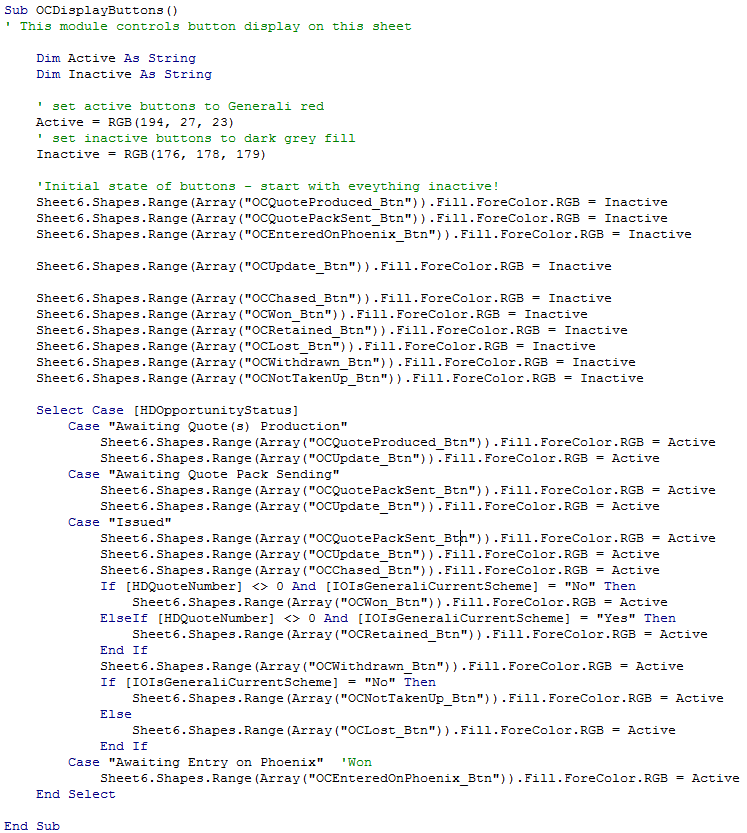 Sub OCDisplayButtons()
' This module controls button display on this sheet
Dim Active As String
Dim Inactive As String
' set active buttons to Generali red
Active = RGB(194, 27, 23)
' set inactive buttons to dark grey fill
Inactive = RGB(176, 178, 179)
'Initial state of buttons - start with eveything inactive!
Sheet6.Shapes.Range(Array("OCQuoteProduced_Btn")).Fill.ForeColor.RGB = Inactive
Sheet6.Shapes.Range(Array("OCQuotePackSent_Btn")).Fill.ForeColor.RGB = Inactive
Sheet6.Shapes.Range(Array("OCEnteredOnPhoenix_Btn")).Fill.ForeColor.RGB = Inactive
Sheet6.Shapes.Range(Array("OCUpdate_Btn")).Fill.ForeColor.RGB = Inactive
Sheet6.Shapes.Range(Array("OCChased_Btn")).Fill.ForeColor.RGB = Inactive
Sheet6.Shapes.Range(Array("OCWon_Btn")).Fill.ForeColor.RGB = Inactive
Sheet6.Shapes.Range(Array("OCRetained_Btn")).Fill.ForeColor.RGB = Inactive
Sheet6.Shapes.Range(Array("OCLost_Btn")).Fill.ForeColor.RGB = Inactive
Sheet6.Shapes.Range(Array("OCWithdrawn_Btn")).Fill.ForeColor.RGB = Inactive
Sheet6.Shapes.Range(Array("OCNotTakenUp_Btn")).Fill.ForeColor.RGB = Inactive
Select Case [HDOpportunityStatus]
Case "Awaiting Quote(s) Production"
Sheet6.Shapes.Range(Array("OCQuoteProduced_Btn")).Fill.ForeColor.RGB = Active
Sheet6.Shapes.Range(Array("OCUpdate_Btn")).Fill.ForeColor.RGB = Active
Case "Awaiting Quote Pack Sending"
Sheet6.Shapes.Range(Array("OCQuotePackSent_Btn")).Fill.ForeColor.RGB = Active
Sheet6.Shapes.Range(Array("OCUpdate_Btn")).Fill.ForeColor.RGB = Active
Case "Issued"
Sheet6.Shapes.Range(Array("OCQuotePackSent_Btn")).Fill.ForeColor.RGB = Active
Sheet6.Shapes.Range(Array("OCUpdate_Btn")).Fill.ForeColor.RGB = Active
Sheet6.Shapes.Range(Array("OCChased_Btn")).Fill.ForeColor.RGB = Active
If [HDQuoteNumber] <> 0 And [IOIsGeneraliCurrentScheme] = "No" Then
Sheet6.Shapes.Range(Array("OCWon_Btn")).Fill.ForeColor.RGB = Active
ElseIf [HDQuoteNumber] <> 0 And [IOIsGeneraliCurrentScheme] = "Yes" Then
Sheet6.Shapes.Range(Array("OCRetained_Btn")).Fill.ForeColor.RGB = Active
End If
Sheet6.Shapes.Range(Array("OCWithdrawn_Btn")).Fill.ForeColor.RGB = Active
If [IOIsGeneraliCurrentScheme] = "No" Then
Sheet6.Shapes.Range(Array("OCNotTakenUp_Btn")).Fill.ForeColor.RGB = Active
Else
Sheet6.Shapes.Range(Array("OCLost_Btn")).Fill.ForeColor.RGB = Active
End If
Case "Awaiting Entry on Phoenix"  'Won
Sheet6.Shapes.Range(Array("OCEnteredOnPhoenix_Btn")).Fill.ForeColor.RGB = Active
End Select
End Sub